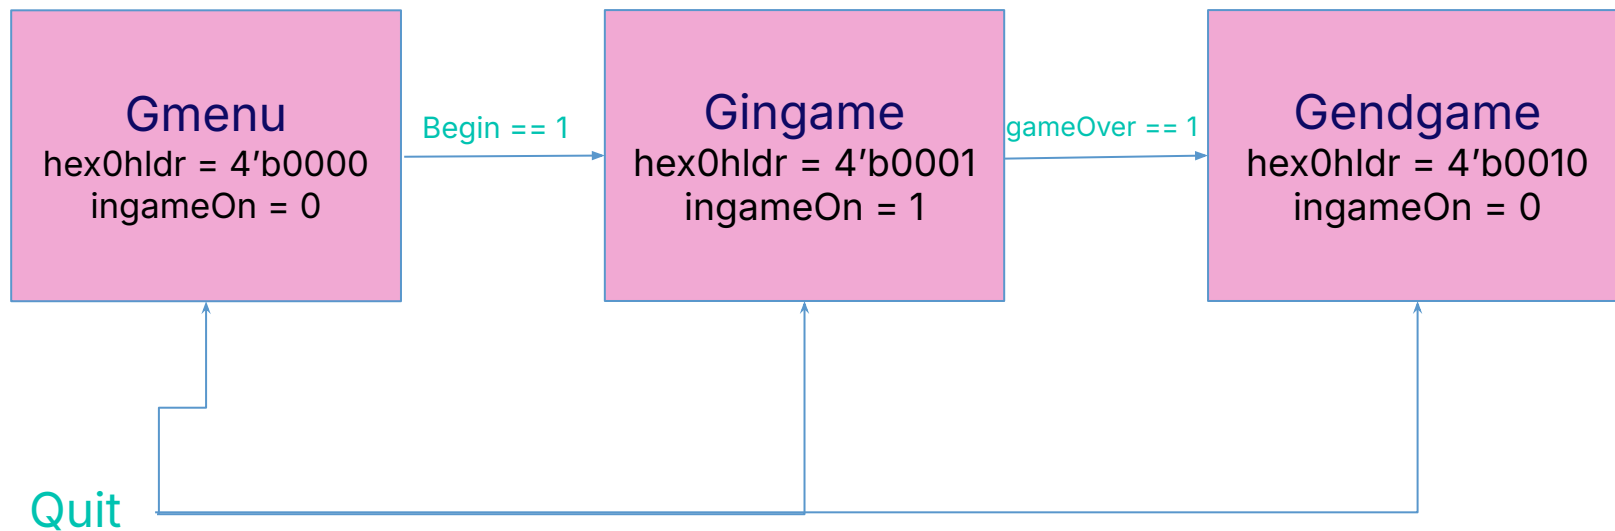 Gmenu
hex0hldr = 4’b0000
ingameOn = 0
Begin == 1
Gingame
hex0hldr = 4’b0001
ingameOn = 1
gameOver == 1
Gendgame
hex0hldr = 4’b0010
ingameOn = 0
Quit